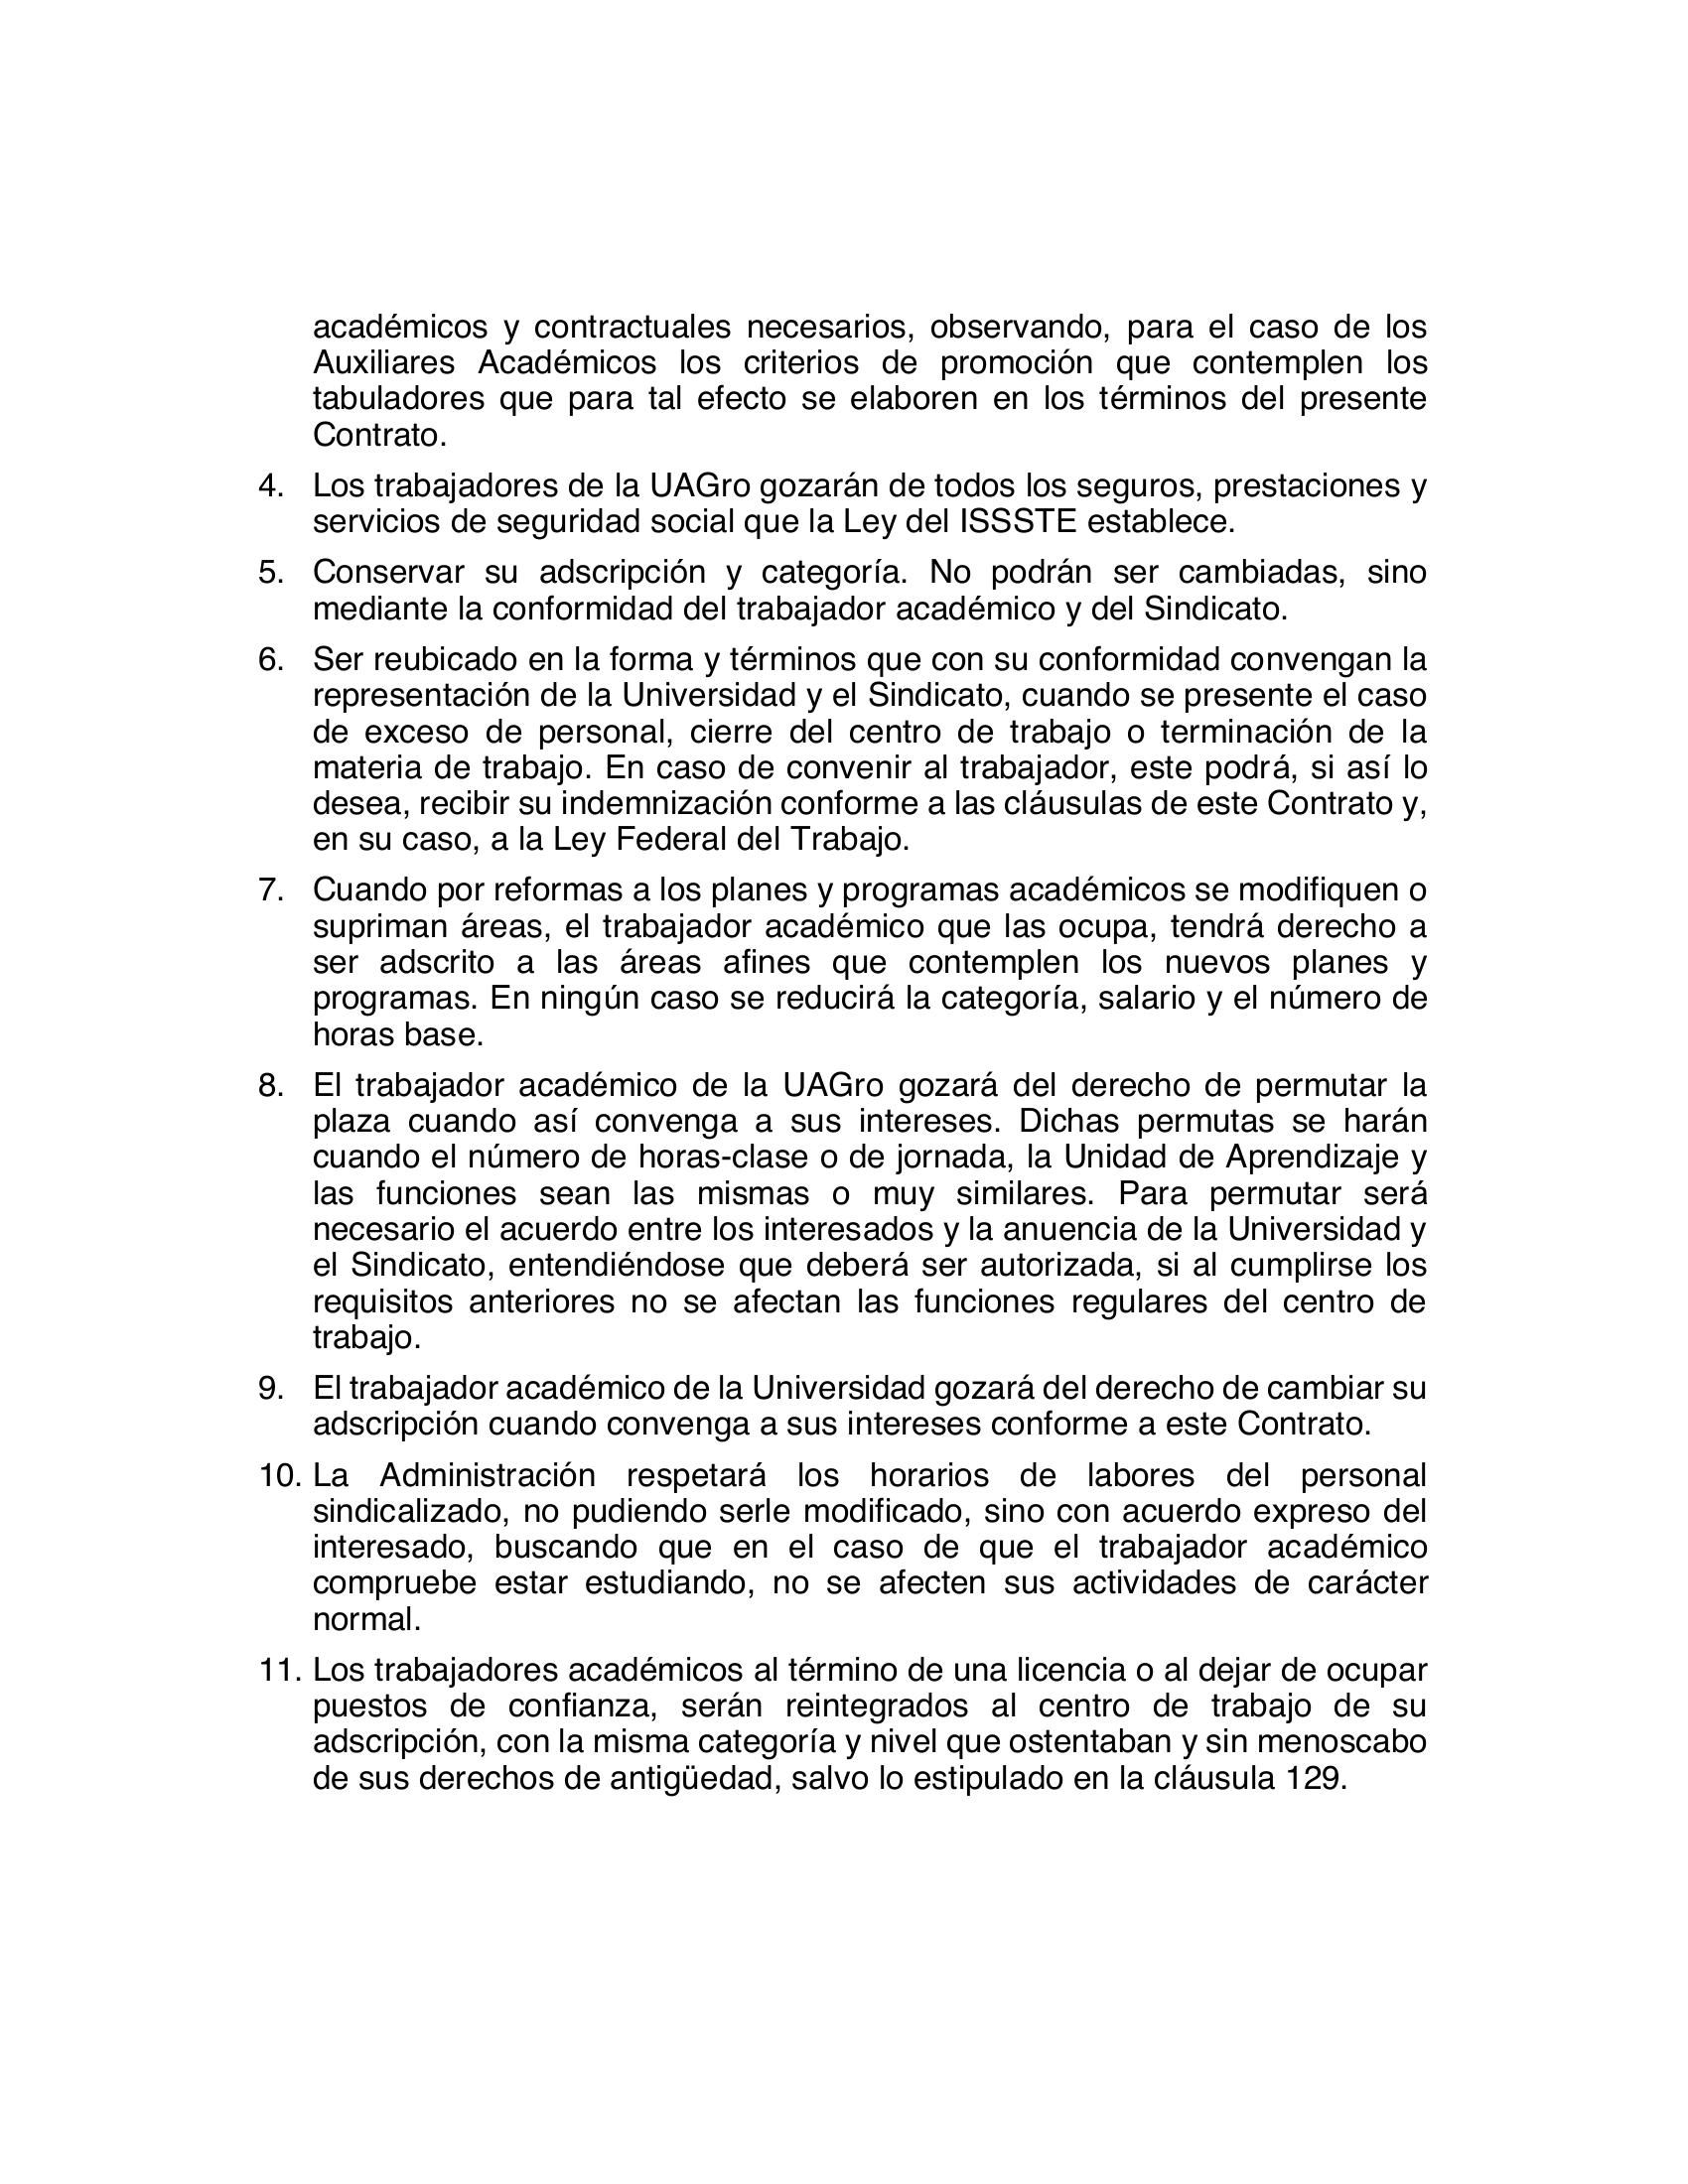 académicos y contractuales necesarios, observando, para el caso de los
Auxiliares Académicos los criterios de promoción que contemplen los
tabuladores que para tal efecto se elaboren en los términos del presente
Contrato.
4. Los trabajadores de la UAGro gozarán de todos los seguros, prestaciones y
servicios de seguridad social que la Ley del ISSSTE establece.
5. Conservar su adscripción y categoría. No podrán ser cambiadas, sino
mediante la conformidad del trabajador académico y del Sindicato.
6. Ser reubicado en la forma y términos que con su conformidad convengan la
representación de la Universidad y el Sindicato, cuando se presente el caso
de exceso de personal, cierre del centro de trabajo o terminación de la
materia de trabajo. En caso de convenir al trabajador, este podrá, si así lo
desea, recibir su indemnización conforme a las cláusulas de este Contrato y,
en su caso, a la Ley Federal del Trabajo.
7. Cuando por reformas a los planes y programas académicos se modifiquen o
supriman áreas, el trabajador académico que las ocupa, tendrá derecho a
ser adscrito a las áreas afines que contemplen los nuevos planes y
programas. En ningún caso se reducirá la categoría, salario y el número de
horas base.
8. El trabajador académico de la UAGro gozará del derecho de permutar la
plaza cuando así convenga a sus intereses. Dichas permutas se harán
cuando el número de horas-clase o de jornada, la Unidad de Aprendizaje y
las funciones sean las mismas o muy similares. Para permutar será
necesario el acuerdo entre los interesados y la anuencia de la Universidad y
el Sindicato, entendiéndose que deberá ser autorizada, si al cumplirse los
requisitos anteriores no se afectan las funciones regulares del centro de
trabajo.
9. El trabajador académico de la Universidad gozará del derecho de cambiar su
adscripción cuando convenga a sus intereses conforme a este Contrato.
10. La Administración respetará los horarios de labores del personal
sindicalizado, no pudiendo serle modificado, sino con acuerdo expreso del
interesado, buscando que en el caso de que el trabajador académico
compruebe estar estudiando, no se afecten sus actividades de carácter
normal.
11. Los trabajadores académicos al término de una licencia o al dejar de ocupar
puestos de confianza, serán reintegrados al centro de trabajo de su
adscripción, con la misma categoría y nivel que ostentaban y sin menoscabo
de sus derechos de antigüedad, salvo lo estipulado en la cláusula 129.